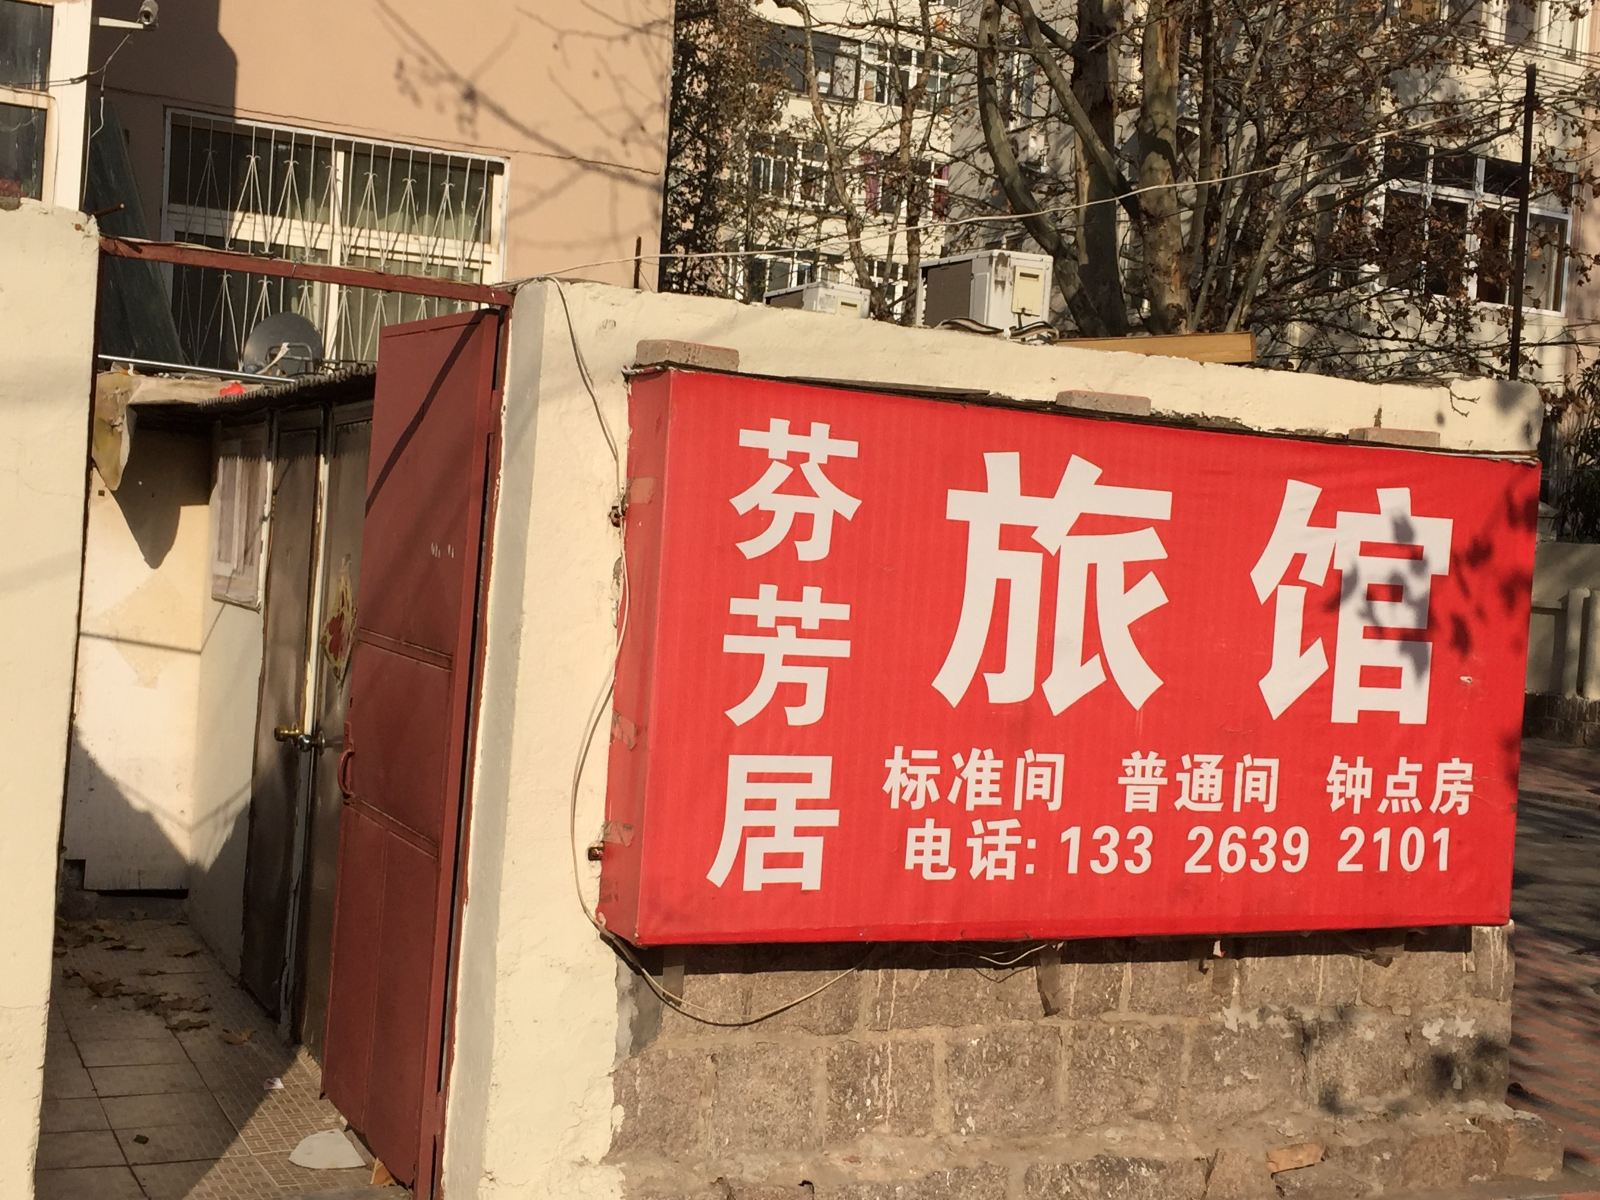 芬芳居
旅馆
标准间 普通间 钟点房
电话: 133 2639 2101